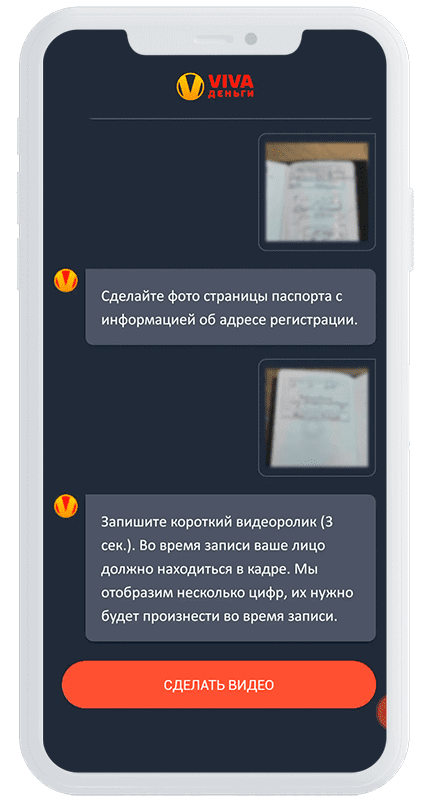 VIVA
ДЕНЬГИ
Сделайте фото страницы паспорта с
информацией об адресе регистрации.
Запишите короткий видеоролик (3
сек.). Во время записи ваше лицо
должно находиться в кадре. Мы
отобразим несколько цифр, их нужно
будет произнести во время записи.
СДЕЛАТЬ ВИДЕО